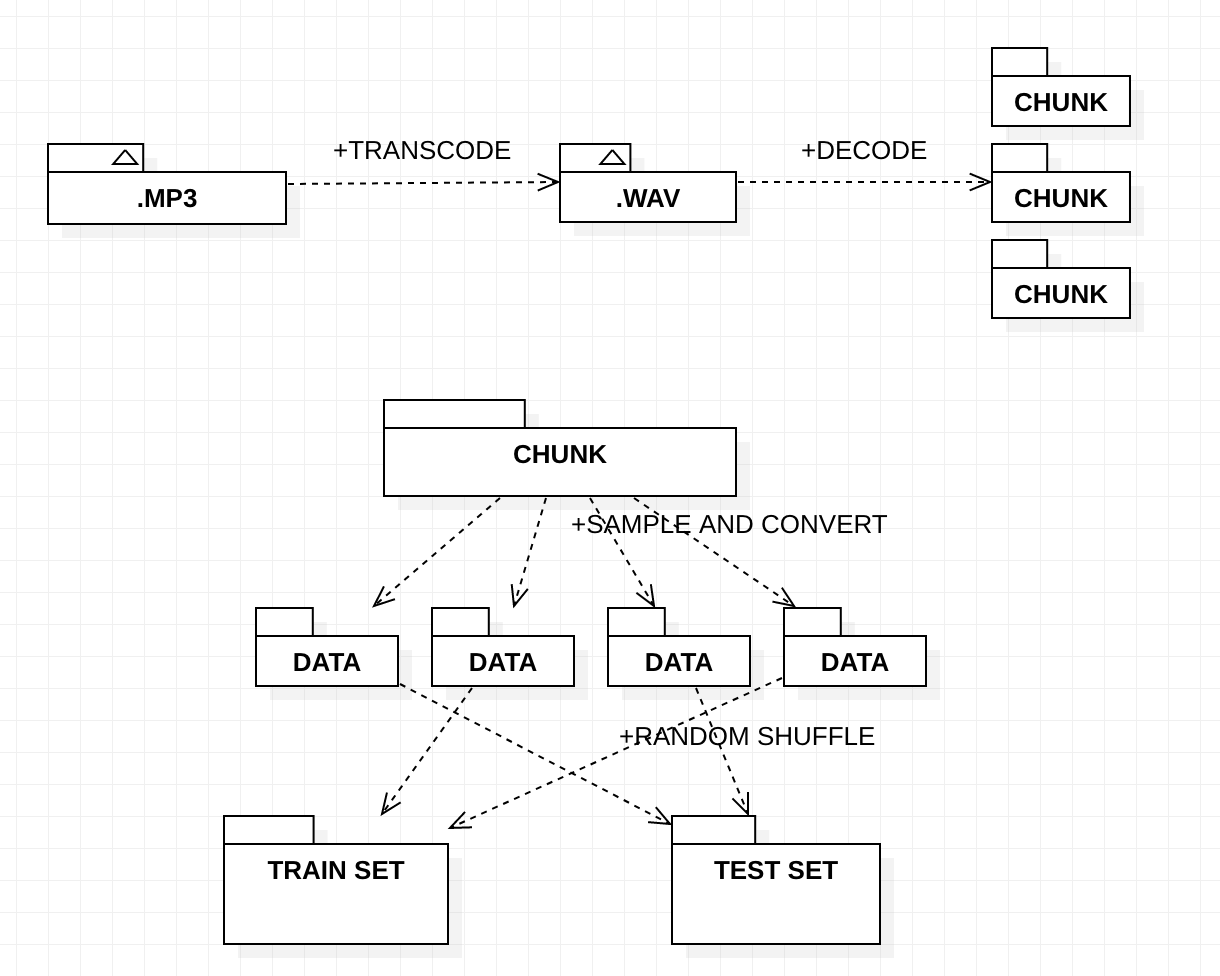 CHUNK
+TRANSCODE
+DECODE
.MP3
.WAV
CHUNK
CHUNK
CHUNK
+SAMPLE AND CONVERT
DATA
DATA
DATA
DATA
+RANDOM SHUFFLE
TRAIN SET
TEST SET